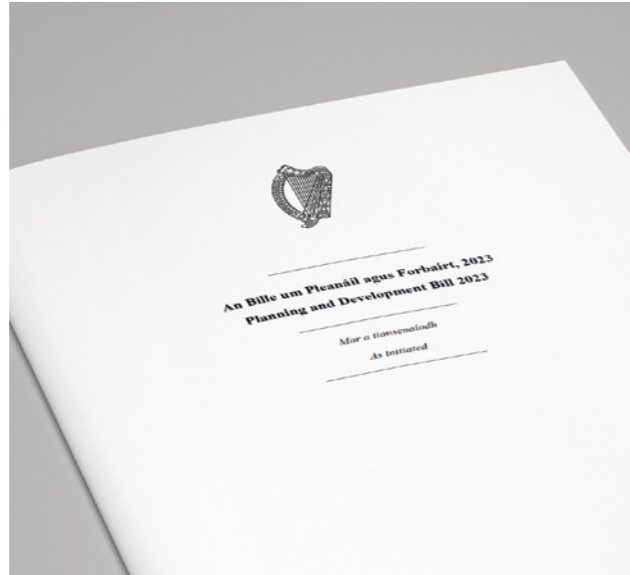 An Bille um Pleanáil agus Forbairt, 2023
Planning and Development Bill 2023
Mar a tionscnaíodh
As Initiated